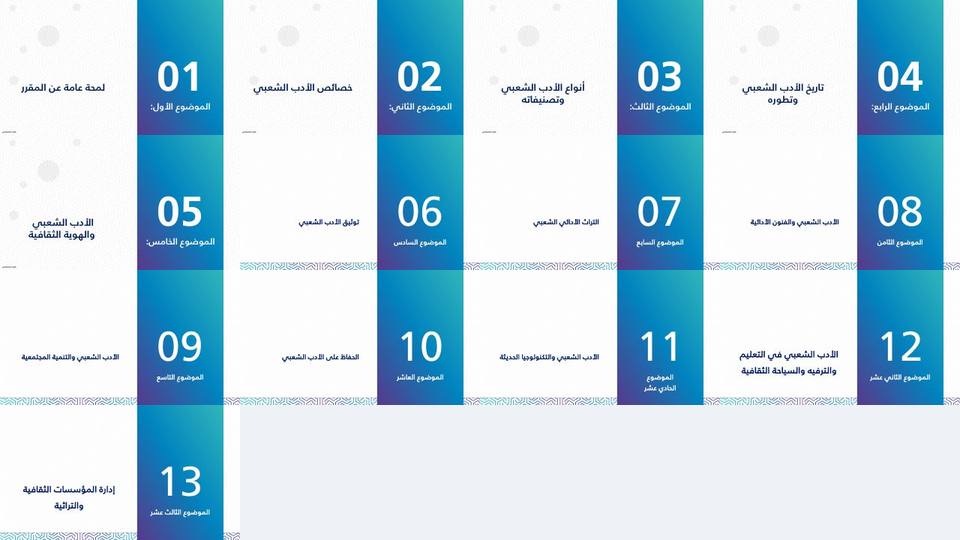 01
الموضوع الأول:
لمحة عامة عن المقرر
02
الموضوع الثاني:
خصائص الأدب الشعبي
03
الموضوع الثالث:
أنواع الأدب الشعبي
وتصنيفاته
04
الموضوع الرابع:
تاريخ الأدب الشعبي
وتطوره
05
الموضوع الخامس:
الأدب الشعبي
والهوية الثقافية
06
الموضوع السادس
توثيق الأدب الشعبي
07
الموضوع السابع
التراث الأدائي الشعبي
08
الموضوع الثامن
الأدب الشعبي والفنون الأدائية
09
الموضوع التاسع
الأدب الشعبي والتنمية المجتمعية
10
الموضوع العاشر
الحفاظ على الأدب الشعبي
11
الموضوع
الحادي عشر
الأدب الشعبي والتكنولوجيا الحديثة
12
الموضوع الثاني عشر
الأدب الشعبي في التعليم
والترفيه والسياحة الثقافية
13
الموضوع الثالث عشر
إدارة المؤسسات الثقافية
والتراثية